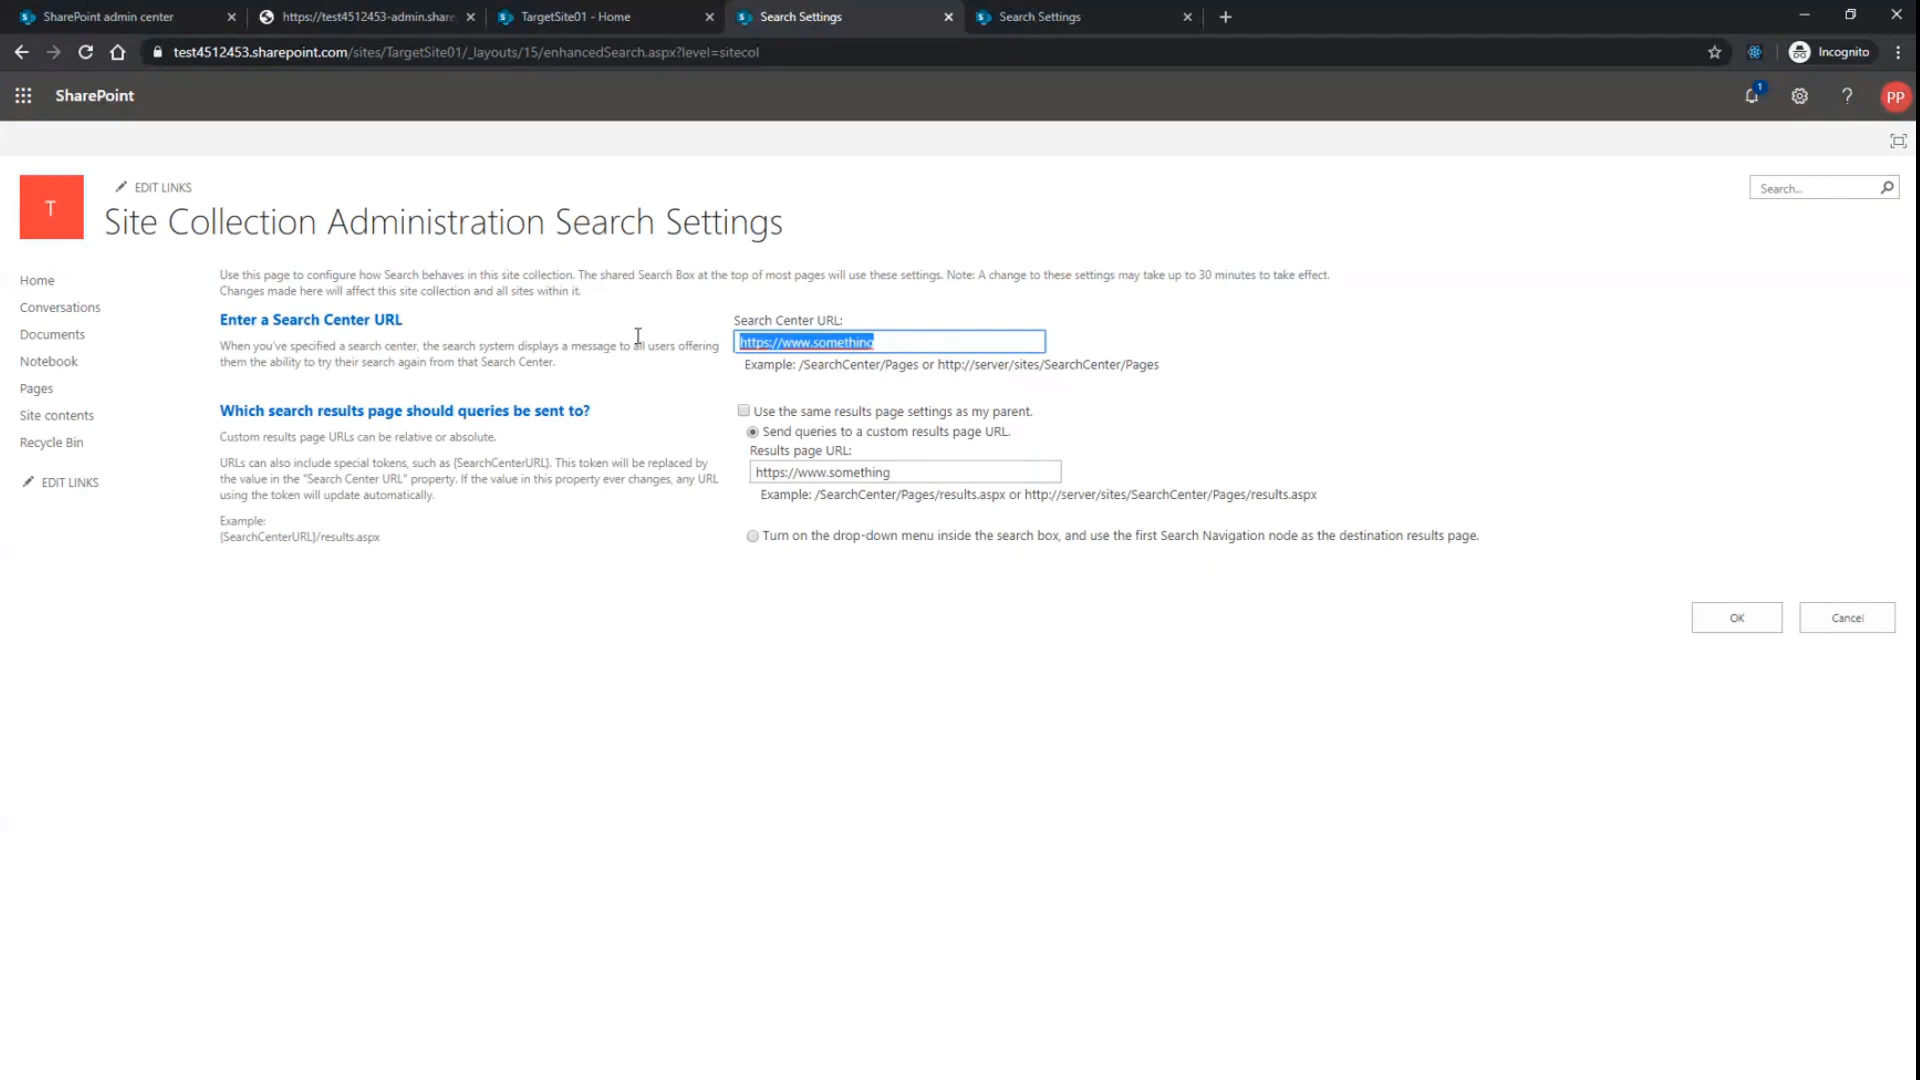 SharePoint admin center
https://test4512453-admin.share
TargetSite01 - Home
Search Settings
Search Settings
test4512453.sharepoint.com/sites/TargetSite01/_layouts/15/enhancedSearch.aspx?level=sitecol
Incognito
SharePoint
1
?
PP
T
EDIT LINKS
Search...
Site Collection Administration Search Settings
Home
Conversations
Documents
Notebook
Pages
Site contents
Recycle Bin
EDIT LINKS
Use this page to configure how Search behaves in this site collection. The shared Search Box at the top of most pages will use these settings. Note: A change to these settings may take up to 30 minutes to take effect.
Changes made here will affect this site collection and all sites within it.
Enter a Search Center URL
When you've specified a search center, the search system displays a message to all users offering
them the ability to try their search again from that Search Center.
Search Center URL:
https://www.something
Example: /SearchCenter/Pages or http://server/sites/SearchCenter/Pages
Which search results page should queries be sent to?
Custom results page URLs can be relative or absolute.
URLs can also include special tokens, such as {SearchCenterURL}. This token will be replaced by
the value in the "Search Center URL" property. If the value in this property ever changes, any URL
using the token will update automatically.
Example:
{SearchCenterURL}/results.aspx
Use the same results page settings as my parent.
Send queries to a custom results page URL.
Results page URL:
https://www.something
Example: /SearchCenter/Pages/results.aspx or http://server/sites/SearchCenter/Pages/results.aspx
Turn on the drop-down menu inside the search box, and use the first Search Navigation node as the destination results page.
OK
Cancel